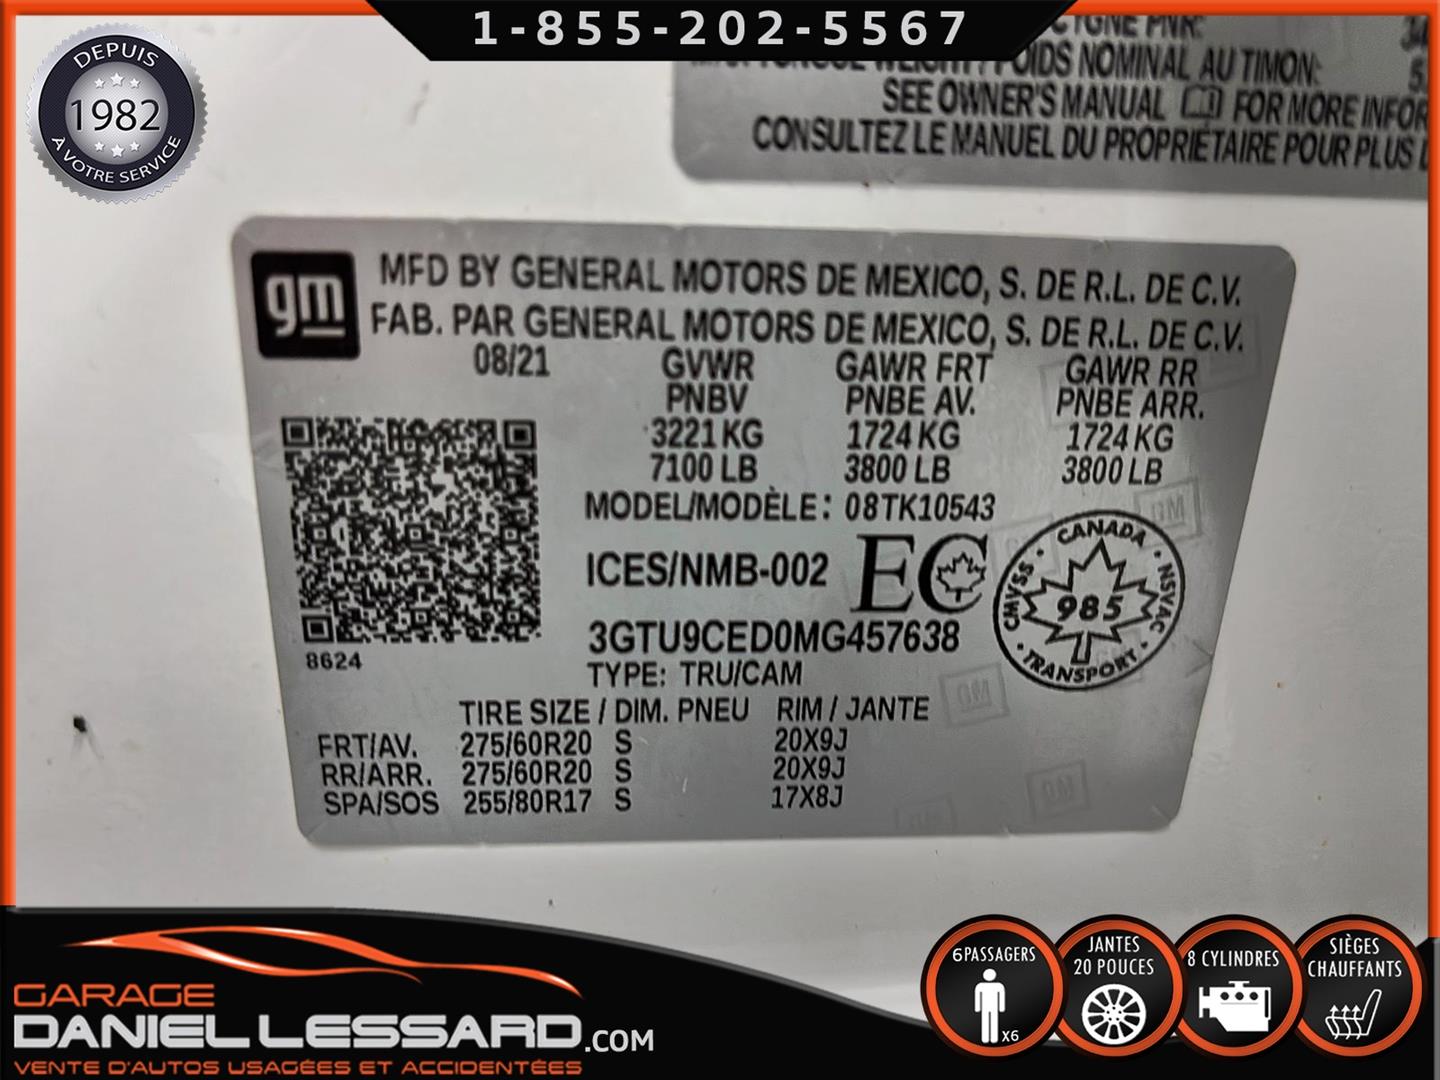 1-855-202-5567
DEPUIS
1982
À VOTRE SERVICE
POIDS NOMINAL AU TIMON:
SEE OWNER'S MANUAL FOR MORE
CONSULTEZ LE MANUEL DU PROPRIÉTAIRE POUR PLUS
gm
MFD BY GENERAL MOTORS DE MEXICO, S. DE R.L. DE C.V.
FAB. PAR GENERAL MOTORS DE MEXICO, S. DE R.L. DE C.V.
08/21 GVWR GAWR FRT GAWR RR
PNBV PNBE AV. PNBE ARR.
3221 KG 1724 KG 1724 KG
7100 LB 3800 LB 3800 LB
MODEL/MODÈLE: 08TK10543
ICES/NMB-002 EC
CANADA
CMVSS 985 NSVAC
TRANSPORT
3GTU9CED0MG457638
8624
TYPE: TRU/CAM
TIRE SIZE / DIM. PNEU RIM / JANTE
FRT/AV. 275/60R20 S 20X9J
RR/ARR. 275/60R20 S 20X9J
SPA/SOS 255/80R17 S 17X8J
GARAGE
DANIEL LESSARD.COM
VENTE D'AUTOS USAGÉES ET ACCIDENTÉES
6 PASSAGERS
X6
JANTES
20 POUCES
8 CYLINDRES
SIÈGES
CHAUFFANTS